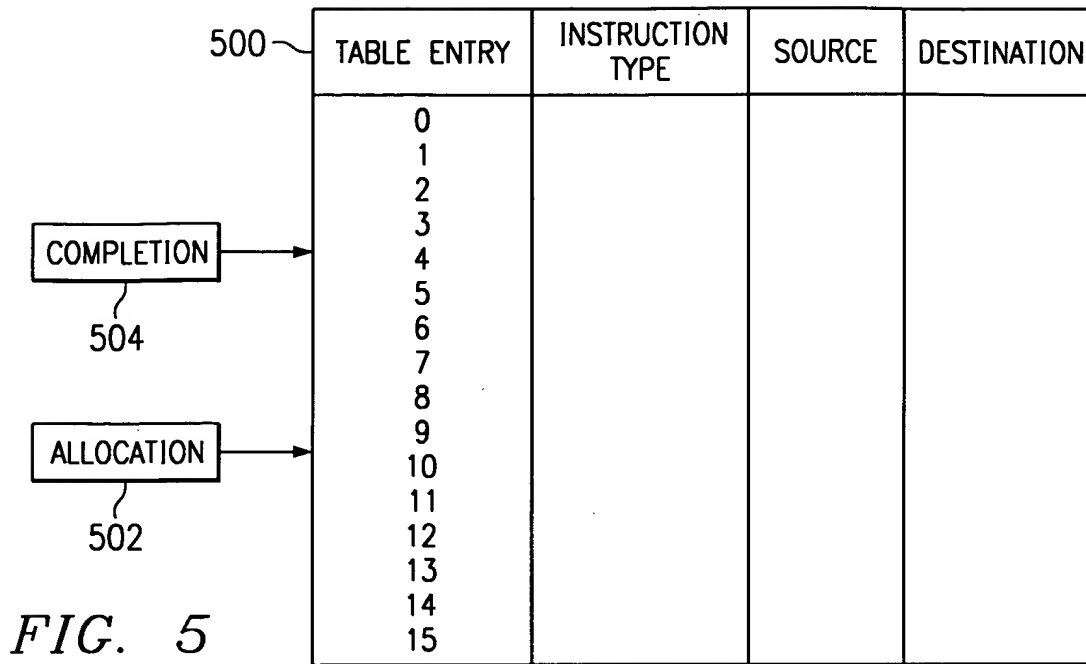 500
TABLE ENTRY
INSTRUCTION
TYPE
SOURCE
DESTINATION
0
1
2
3
4
5
6
7
8
9
10
11
12
13
14
15
COMPLETION
504
ALLOCATION
502
FIG. 5